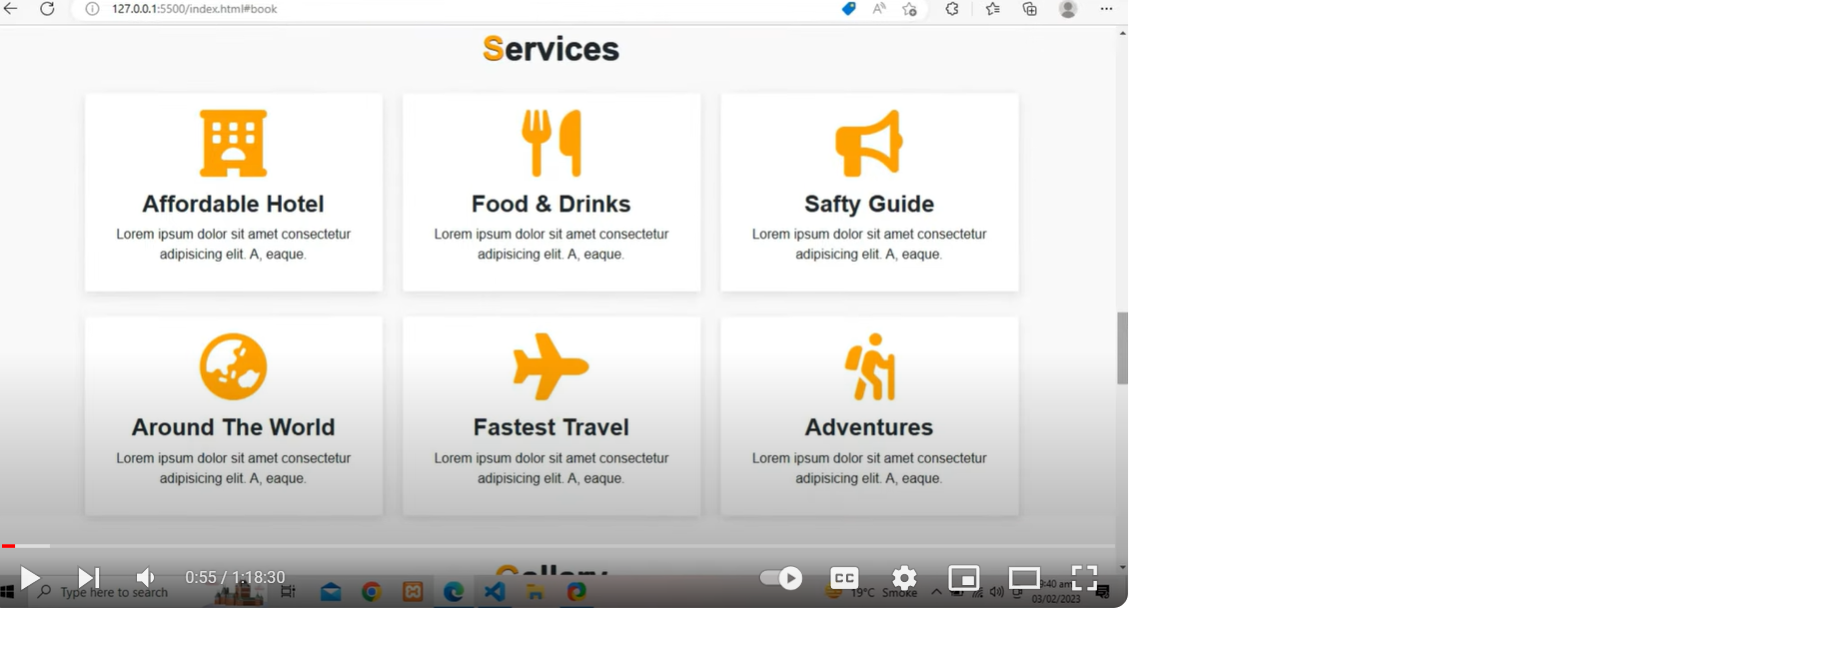 127.0.0.1:5500/index.html#book
Services
Affordable Hotel
Lorem ipsum dolor sit amet consectetur
adipisicing elit. A, eaque.
Food & Drinks
Lorem ipsum dolor sit amet consectetur
adipisicing elit. A, eaque.
Safty Guide
Lorem ipsum dolor sit amet consectetur
adipisicing elit. A, eaque.
Around The World
Lorem ipsum dolor sit amet consectetur
adipisicing elit. A, eaque.
Fastest Travel
Lorem ipsum dolor sit amet consectetur
adipisicing elit. A, eaque.
Adventures
Lorem ipsum dolor sit amet consectetur
adipisicing elit. A, eaque.
Gallery
0:55 / 1:18:30
CC
Type here to search
19°C Smoke
9:40 am
03/02/2023